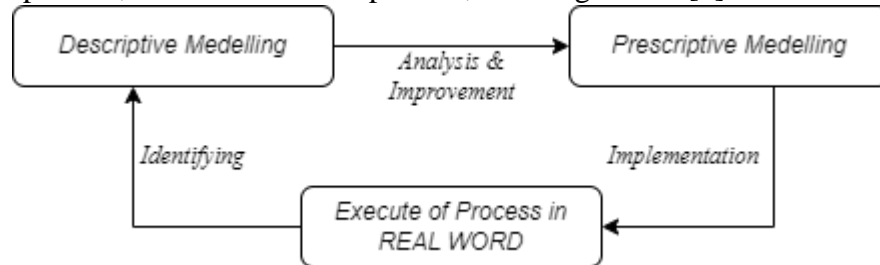 Descriptive Medelling
Prescriptive Medelling
Analysis &
Improvement
Identifying
Implementation
Execute of Process in
REAL WORD